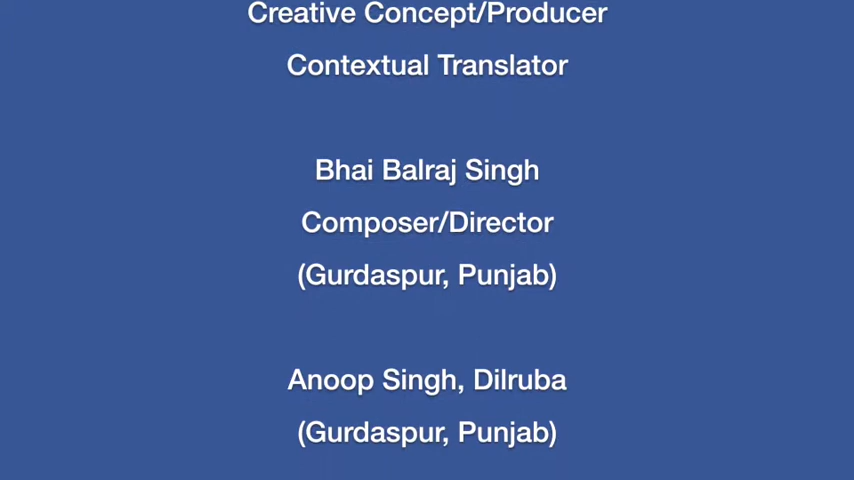 Creative Concept/Producer
Contextual Translator
Bhai Balraj Singh
Composer/Director
(Gurdaspur, Punjab)
Anoop Singh, Dilruba
(Gurdaspur, Punjab)